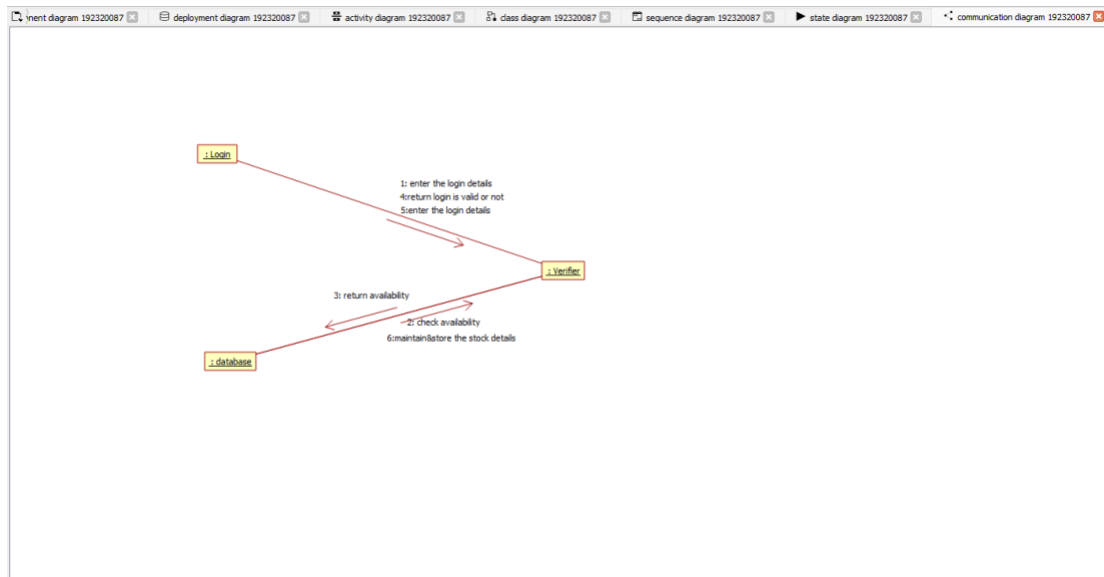 nent diagram 192320087
deployment diagram 192320087
activity diagram 192320087
class diagram 192320087
sequence diagram 192320087
state diagram 192320087
communication diagram 192320087
: Login
1: enter the login details
4:return login is valid or not
5:enter the login details
: Verifier
3: return availability
2: check availability
6:maintain&store the stock details
: database